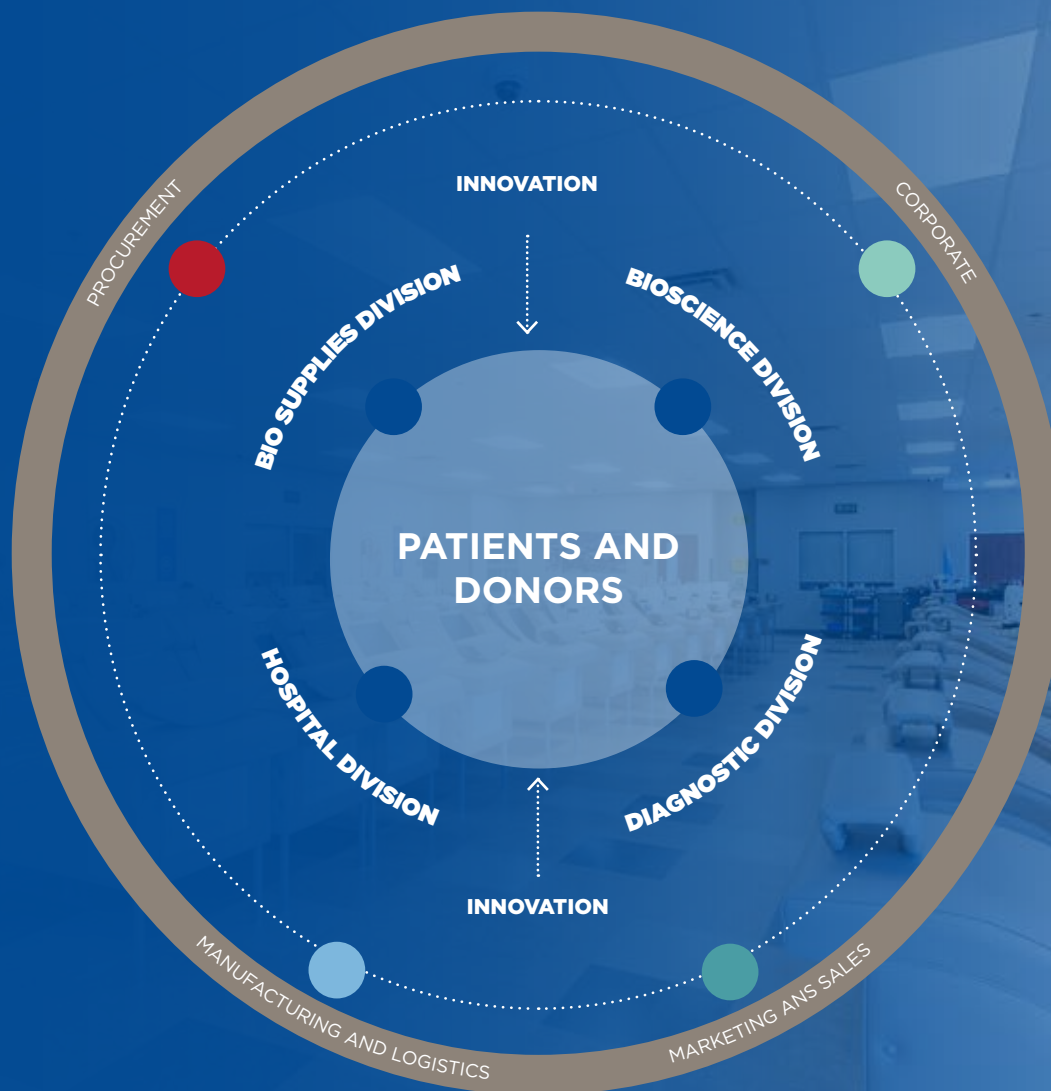 INNOVATION
PROCUREMENT
CORPORATE
BIO SUPPLIES DIVISION
BIOSCIENCE DIVISION
PATIENTS AND
DONORS
HOSPITAL DIVISION
DIAGNOSTIC DIVISION
INNOVATION
MANUFACTURING AND LOGISTICS
MARKETING ANS SALES